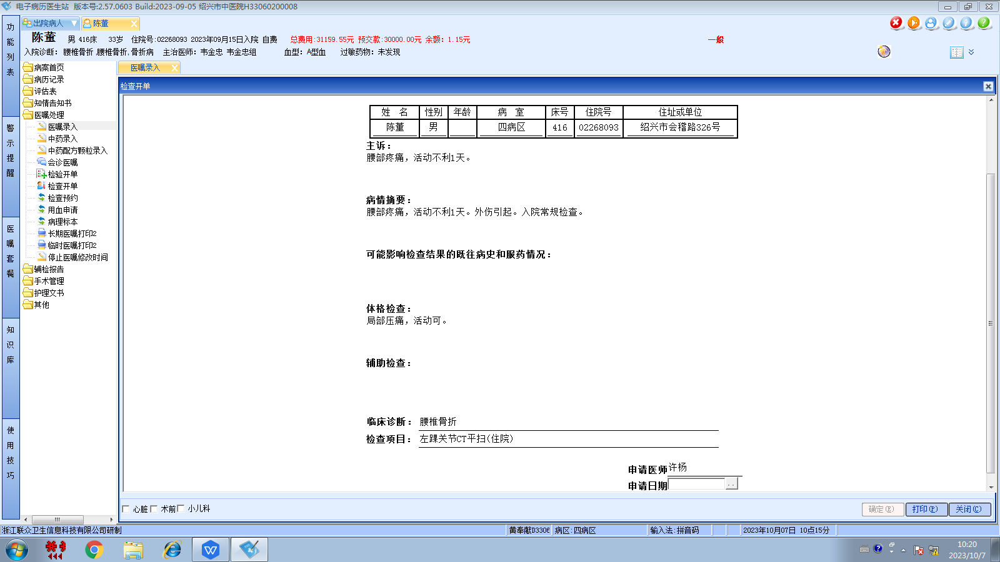 电子病历医生站 版本号:2.57.0603 Build:2023-09-05 绍兴市中医院H33060200008
出院病人
陈董
陈董 男 416床 33岁 住院号:02268093 2023年09月15日入院 自费 总费用:31159.55元 预交款:30000.00元 余额: 1.15元 一般
入院诊断: 腰椎骨折,腰椎骨折,骨折病 主治医师: 韦金忠 韦金忠组 血型: A型血 过敏药物: 未发现
功能列表
警示提醒
医嘱套餐
知识库
使用技巧
病案首页
病历记录
评估表
知情告知书
医嘱处理
医嘱录入
中药录入
中药配方颗粒录入
会诊医嘱
检验开单
检查开单
检查预约
用血申请
病理标本
长期医嘱打印2
临时医嘱打印2
停止医嘱修改时间
辅检报告
手术管理
护理文书
其他
医嘱录入
检查开单
姓 名 性别 年龄 病 室 床号 住院号 住址或单位
陈董 男 四病区 416 02268093 绍兴市会稽路326号
主诉:
腰部疼痛，活动不利1天。
病情摘要:
腰部疼痛，活动不利1天。外伤引起。入院常规检查。
可能影响检查结果的既往病史和服药情况:
体格检查:
局部压痛，活动可。
辅助检查:
临床诊断: 腰椎骨折
检查项目: 左踝关节CT平扫(住院)
申请医师 许杨
申请日期 ..
心脏 术前 小儿科
确定(E) 打印(P) 关闭(C)
浙江联众卫生信息科技有限公司研制 黄奉献D3306 病区:四病区 输入法:拼音码 2023年10月07日 10点15分
10:20
2023/10/7